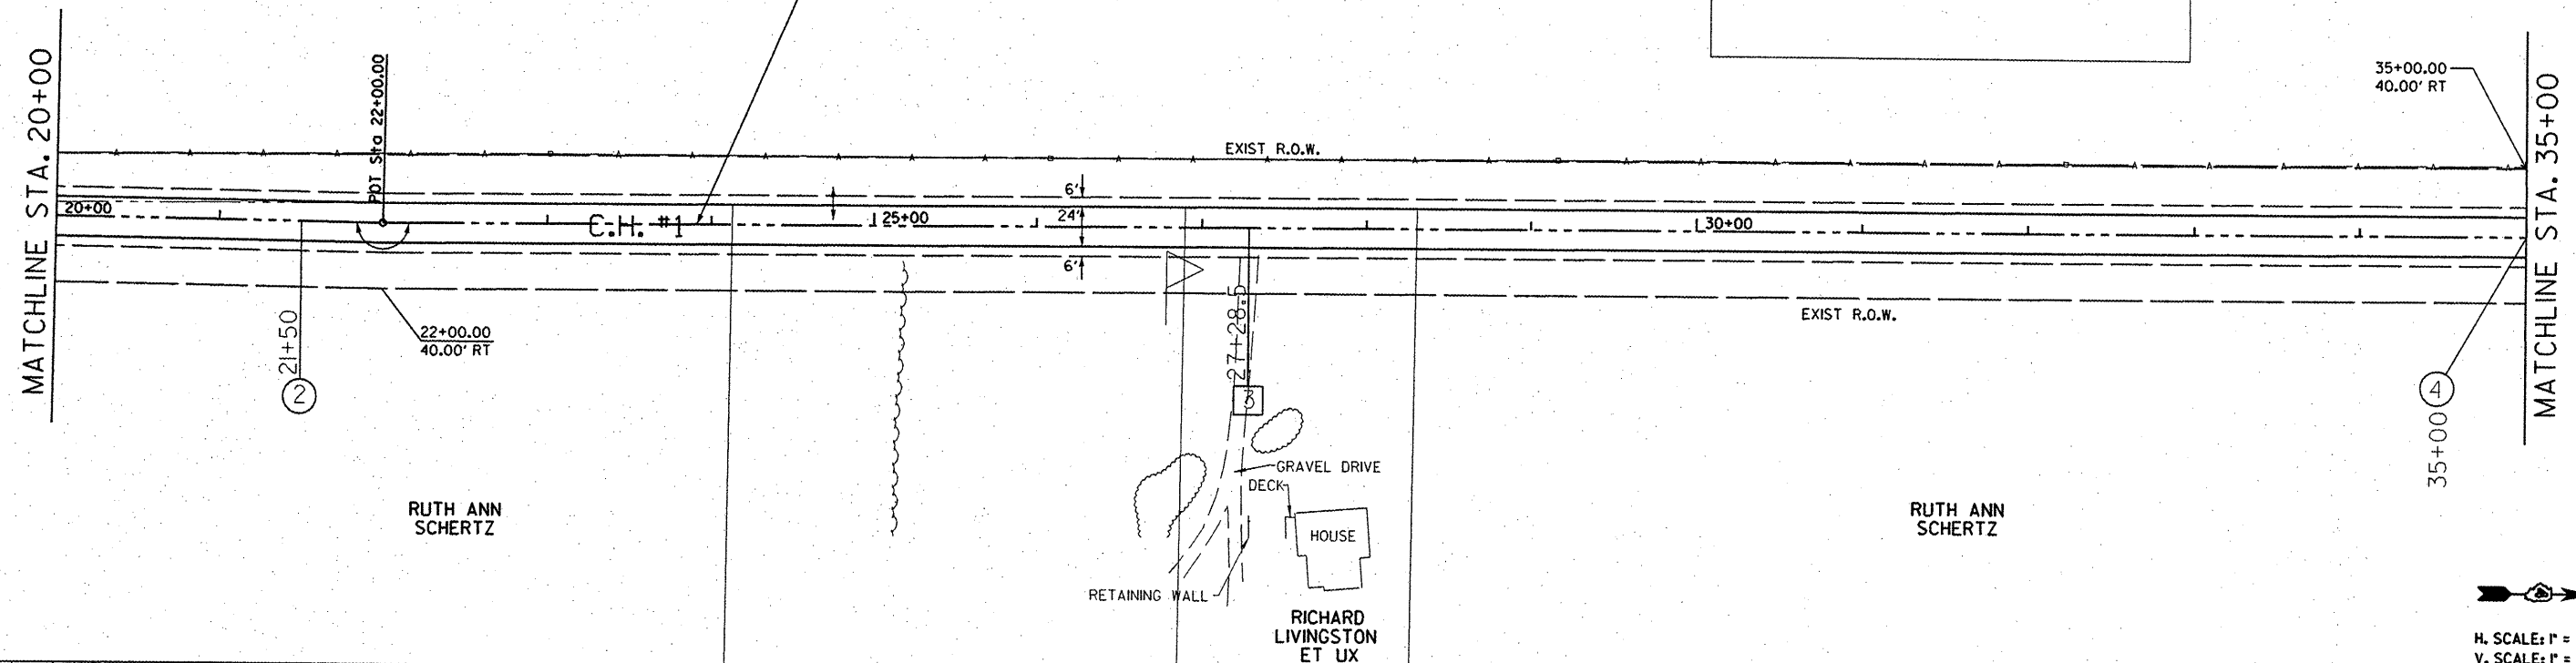 MATCHLINE STA. 20+00
POT Sta 22+00.00
35+00.00
40.00' RT
MATCHLINE STA. 35+00
EXIST R.O.W.
6'
20+00
C.H. #1
25+00
24'
30+00
6'
EXIST R.O.W.
22+00.00
40.00' RT
21+50
2
27+28.5
3
4
35+00
GRAVEL DRIVE
DECK
HOUSE
RUTH ANN
SCHERTZ
RUTH ANN
SCHERTZ
RETAINING WALL
RICHARD
LIVINGSTON
ET UX
H. SCALE: 1" =
V. SCALE: 1" =